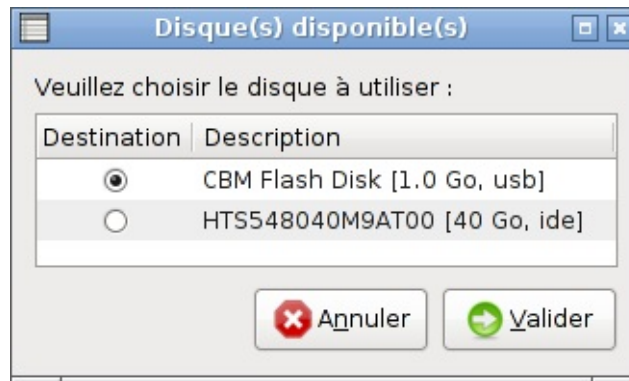 Disque(s) disponible(s)
Veuillez choisir le disque à utiliser :
Destination Description
CBM Flash Disk [1.0 Go, usb]
HTS548040M9AT00 [40 Go, ide]
Annuler Valider